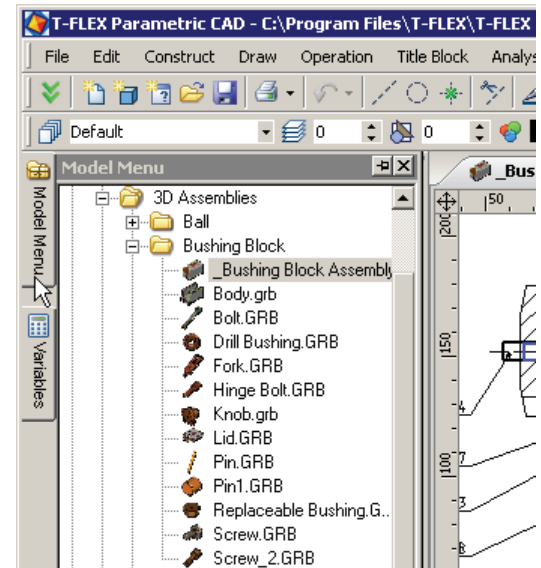 T-FLEX Parametric CAD - C:\Program Files\T-FLEX\T-FLEX
File Edit Construct Draw Operation Title Block Analys
Default 0 0
Model Menu
Model Menu
Variables
3D Assemblies
Ball
Bushing Block
_Bushing Block Assembly
Body.grb
Bolt.GRB
Drill Bushing.GRB
Fork.GRB
Hinge Bolt.GRB
Knob.grb
Lid.GRB
Pin.GRB
Pin1.GRB
Replaceable Bushing.G..
Screw.GRB
Screw_2.GRB
_Bus
50
200
150
100
4
7
3
8